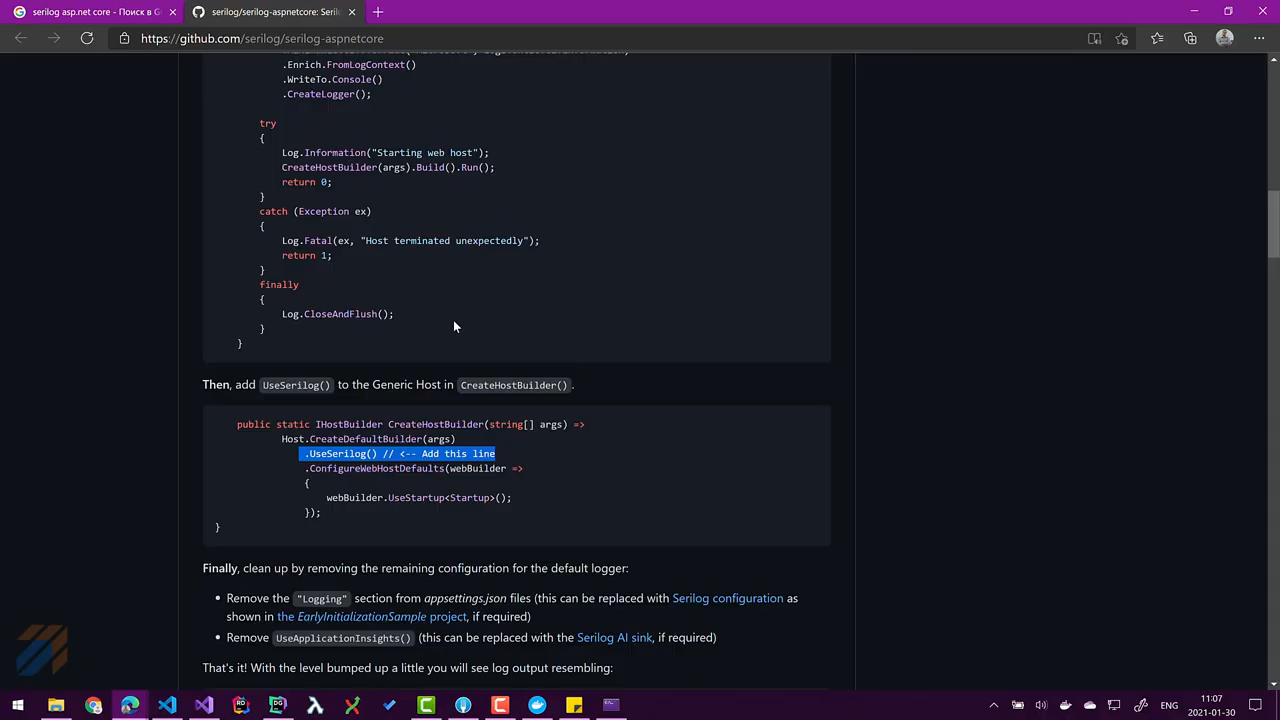 serilog asp.net core - Поиск в G
serilog/serilog-aspnetcore: Seril
https://github.com/serilog/serilog-aspnetcore
.Enrich.FromLogContext()
.WriteTo.Console()
.CreateLogger();
try
{
Log.Information("Starting web host");
CreateHostBuilder(args).Build().Run();
return 0;
}
catch (Exception ex)
{
Log.Fatal(ex, "Host terminated unexpectedly");
return 1;
}
finally
{
Log.CloseAndFlush();
}
}
Then, add UseSerilog() to the Generic Host in CreateHostBuilder().
public static IHostBuilder CreateHostBuilder(string[] args) =>
Host.CreateDefaultBuilder(args)
.UseSerilog() // <-- Add this line
.ConfigureWebHostDefaults(webBuilder =>
{
webBuilder.UseStartup<Startup>();
});
}
Finally, clean up by removing the remaining configuration for the default logger:
• Remove the "Logging" section from appsettings.json files (this can be replaced with Serilog configuration as
shown in the EarlyInitializationSample project, if required)
• Remove UseApplicationInsights() (this can be replaced with the Serilog AI sink, if required)
That's it! With the level bumped up a little you will see log output resembling:
ENG
11:07
2021-01-30